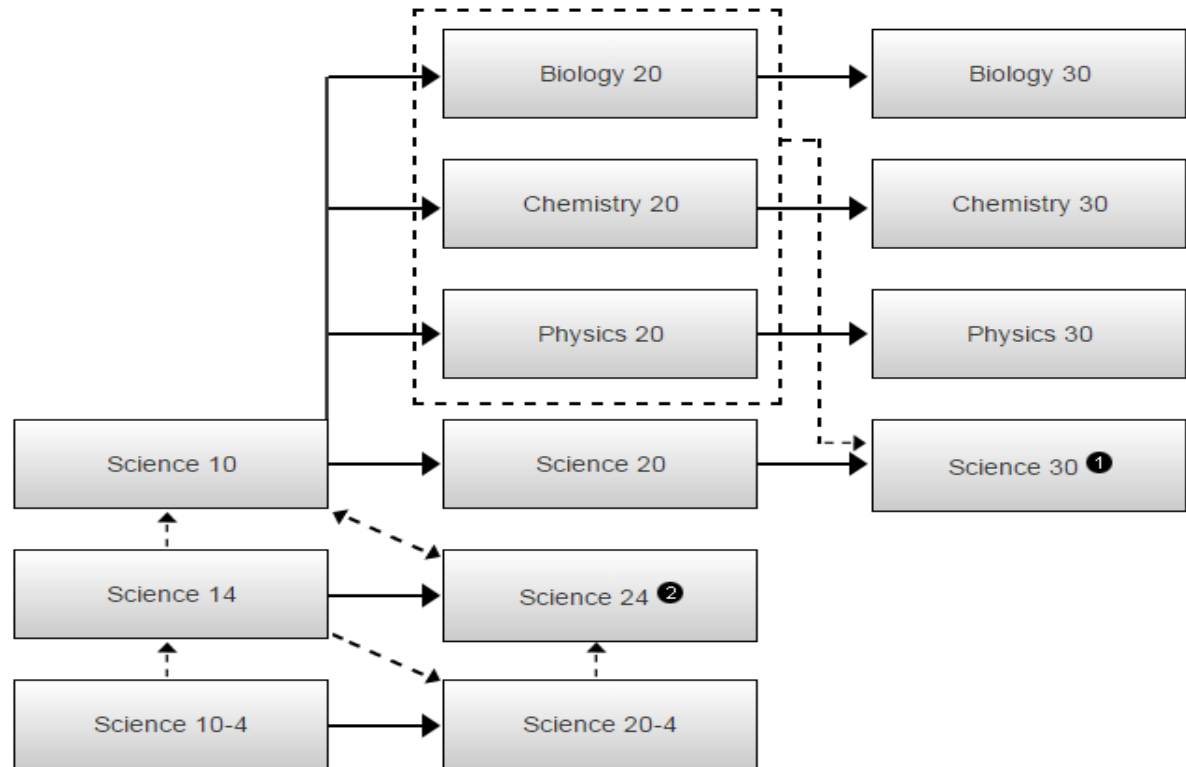 Biology 20
Biology 30
Chemistry 20
Chemistry 30
Physics 20
Physics 30
Science 10
Science 20
Science 30 ❶
Science 14
Science 24 ❷
Science 10-4
Science 20-4